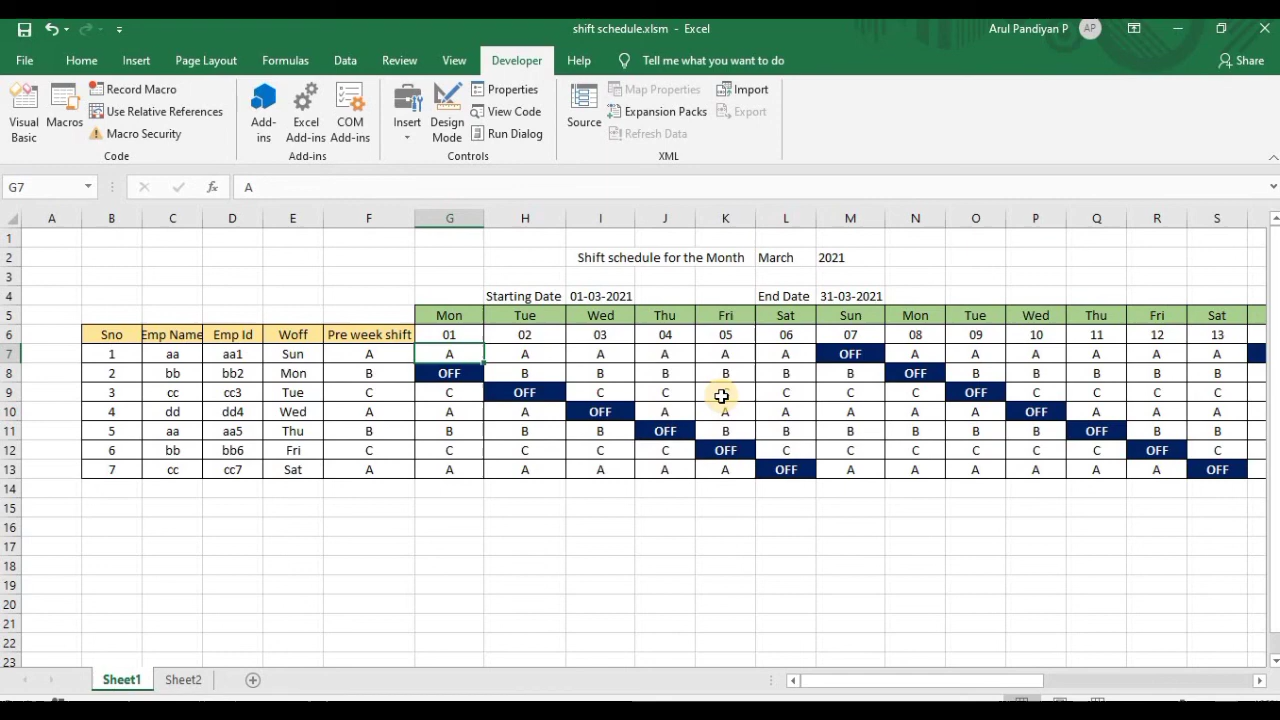 shift schedule.xlsm - Excel
Arul Pandiyan P AP
File Home Insert Page Layout Formulas Data Review View Developer Help Tell me what you want to do Share
Visual Basic
Macros
Record Macro
Use Relative References
Macro Security
Code
Add-ins
Excel Add-ins
COM Add-ins
Add-ins
Insert
Design Mode
Properties
View Code
Run Dialog
Controls
Source
Map Properties
Expansion Packs
Refresh Data
Import
Export
XML
G7 fx A
A B C D E F G H I J K L M N O P Q R S
1
2 Shift schedule for the Month March 2021
3
4 Starting Date 01-03-2021 End Date 31-03-2021
5 Mon Tue Wed Thu Fri Sat Sun Mon Tue Wed Thu Fri Sat
6 Sno Emp Name Emp Id Woff Pre week shift 01 02 03 04 05 06 07 08 09 10 11 12 13
7 1 aa aa1 Sun A A A A A A A OFF A A A A A A
8 2 bb bb2 Mon B OFF B B B B B B OFF B B B B B
9 3 cc cc3 Tue C C OFF C C C C C C OFF C C C C
10 4 dd dd4 Wed A A A OFF A A A A A A OFF A A A
11 5 aa aa5 Thu B B B B OFF B B B B B B OFF B B
12 6 bb bb6 Fri C C C C C OFF C C C C C C OFF C
13 7 cc cc7 Sat A A A A A A OFF A A A A A A OFF
14
15
16
17
18
19
20
21
22
23
Sheet1 Sheet2